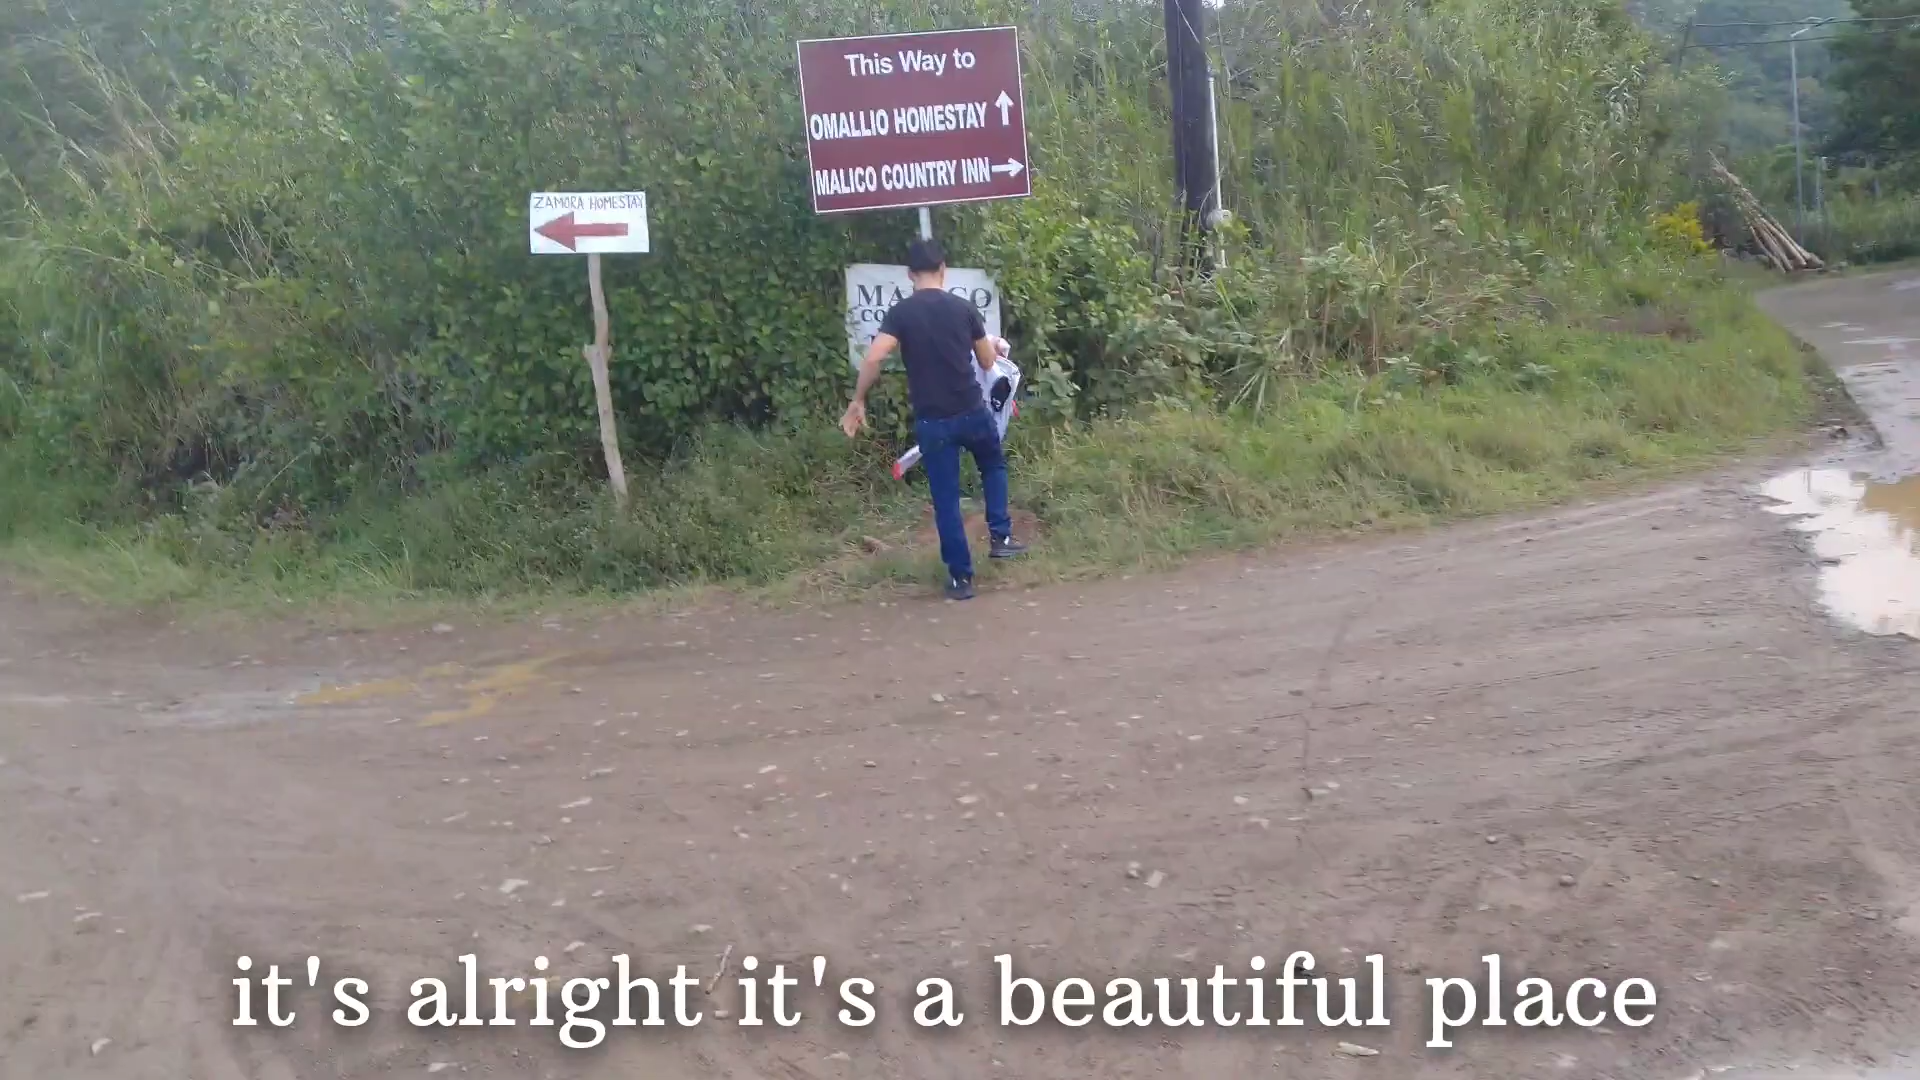 This Way to
OMALLIO HOMESTAY ↑
MALICO COUNTRY INN →
ZAMORA HOMESTAY
it's alright it's a beautiful place